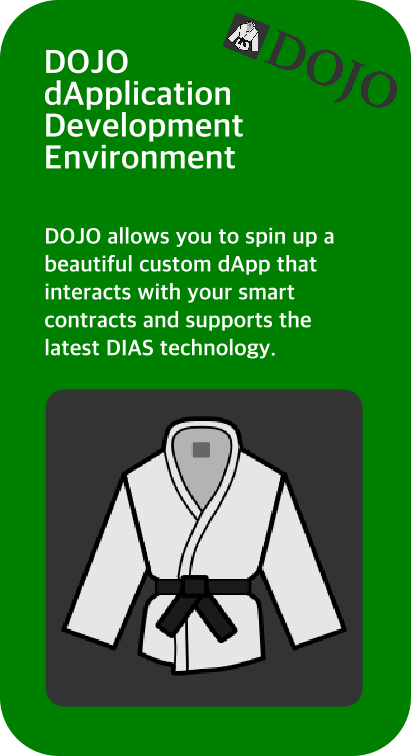 DOJO
DOJO
dApplication
Development
Environment
DOJO allows you to spin up a
beautiful custom dApp that
interacts with your smart
contracts and supports the
latest DIAS technology.